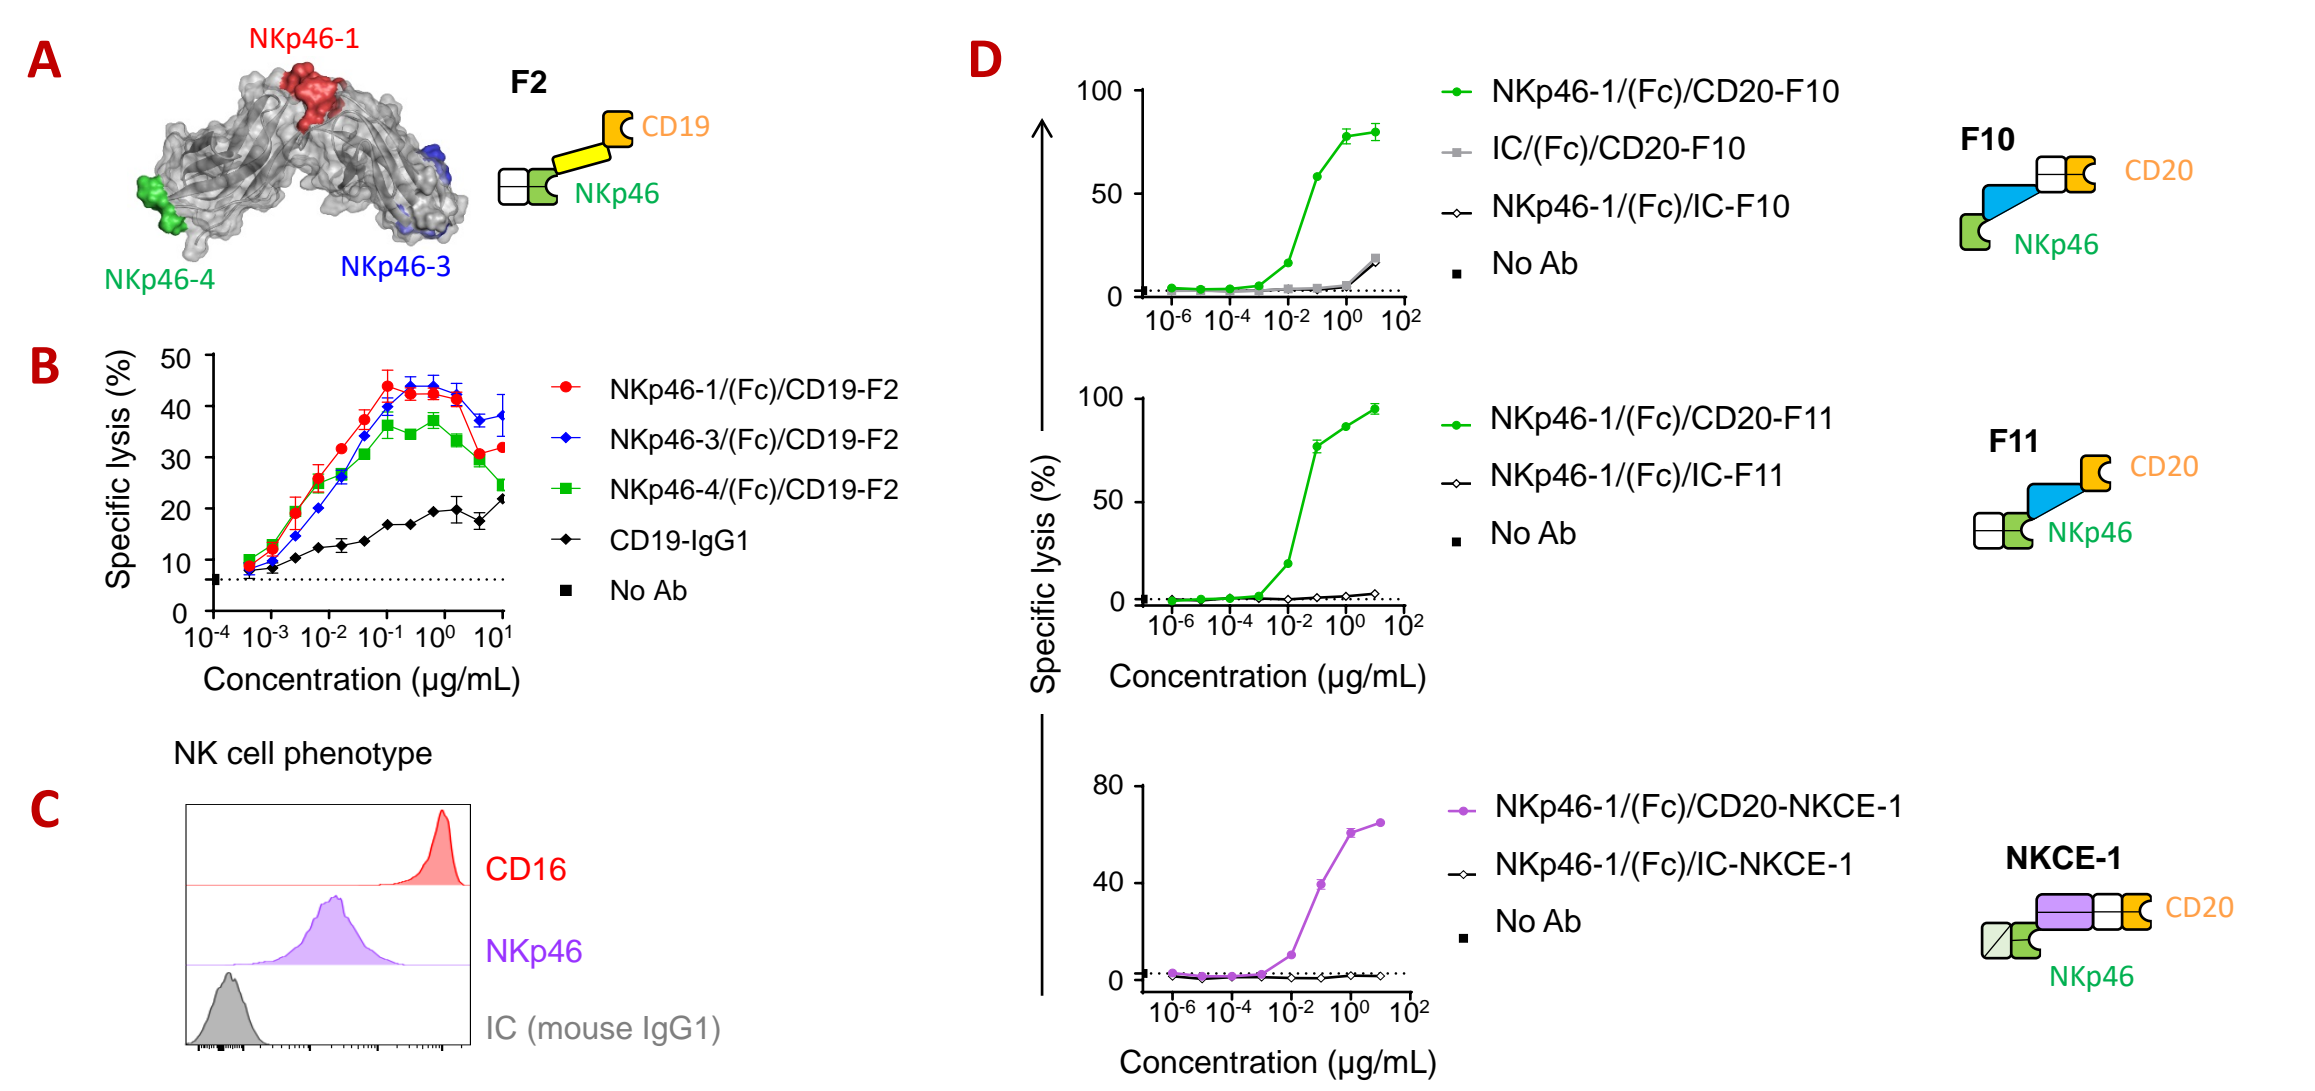 A
NKp46-1
NKp46-4
NKp46-3
F2
CD19
NKp46
B
Specific lysis (%)
50
40
30
20
10
0
10-4
10-3
10-2
10-1
100
101
Concentration (µg/mL)
NKp46-1/(Fc)/CD19-F2
NKp46-3/(Fc)/CD19-F2
NKp46-4/(Fc)/CD19-F2
CD19-IgG1
No Ab
C
NK cell phenotype
CD16
NKp46
IC (mouse IgG1)
D
Specific lysis (%)
100
50
0
10-6
10-4
10-2
100
102
NKp46-1/(Fc)/CD20-F10
IC/(Fc)/CD20-F10
NKp46-1/(Fc)/IC-F10
No Ab
F10
CD20
NKp46
100
50
0
10-6
10-4
10-2
100
102
Concentration (µg/mL)
NKp46-1/(Fc)/CD20-F11
NKp46-1/(Fc)/IC-F11
No Ab
F11
CD20
NKp46
80
40
0
10-6
10-4
10-2
100
102
Concentration (µg/mL)
NKp46-1/(Fc)/CD20-NKCE-1
NKp46-1/(Fc)/IC-NKCE-1
No Ab
NKCE-1
CD20
NKp46